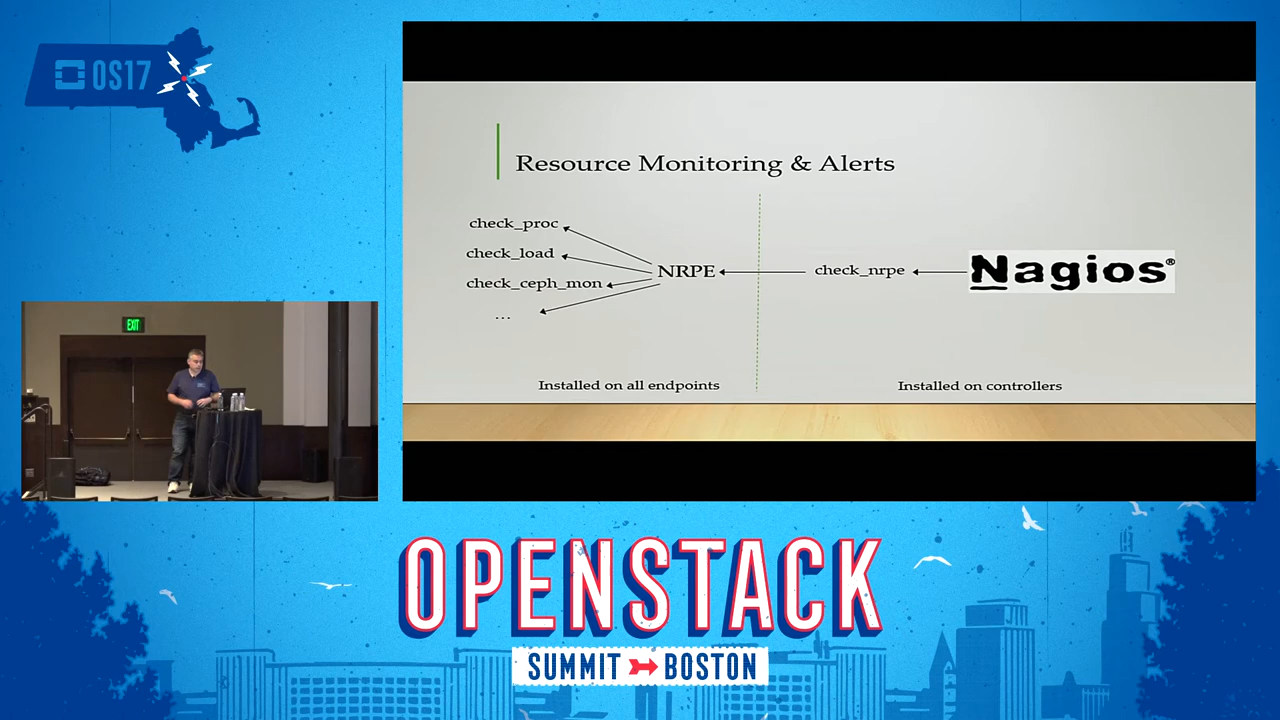 OS17
Resource Monitoring & Alerts
check_proc
check_load
check_ceph_mon
...
NRPE
check_nrpe
Nagios®
Installed on all endpoints
Installed on controllers
EXIT
OPENSTACK
SUMMIT BOSTON